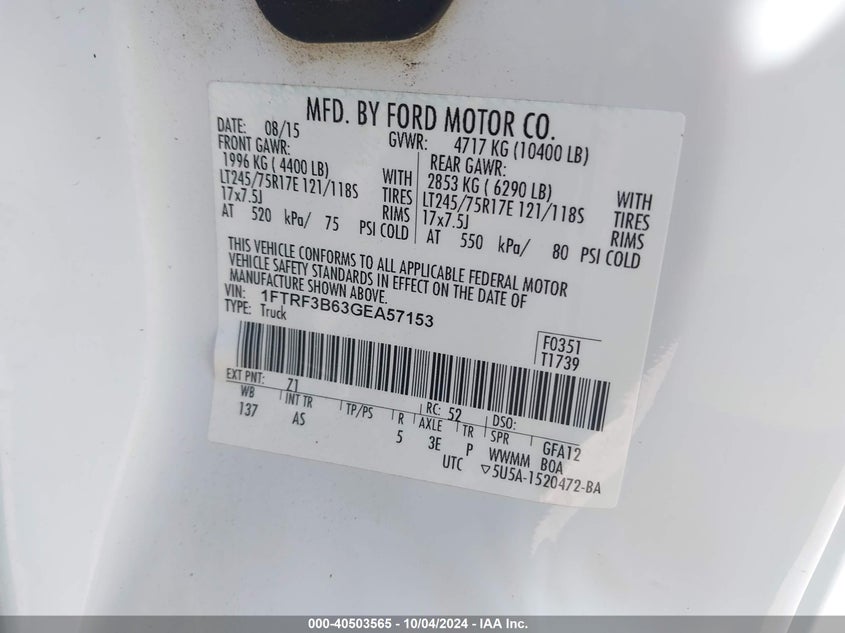 MFD. BY FORD MOTOR CO.
DATE: 08/15 GVWR: 4717 KG (10400 LB)
FRONT GAWR: REAR GAWR:
1996 KG ( 4400 LB) WITH 2853 KG ( 6290 LB) WITH
LT245/75R17E 121/118S TIRES LT245/75R17E 121/118S TIRES
17x7.5J RIMS 17x7.5J RIMS
AT 520 kPa/ 75 PSI COLD AT 550 kPa/ 80 PSI COLD
THIS VEHICLE CONFORMS TO ALL APPLICABLE FEDERAL MOTOR
VEHICLE SAFETY STANDARDS IN EFFECT ON THE DATE OF
MANUFACTURE SHOWN ABOVE.
VIN: 1FTRF3B63GEA57153
TYPE: Truck
F0351
T1739
EXT PNT: Z1 RC: 52 DSO:
WB INT TR TP/PS R AXLE TR SPR GFA12
137 AS 5 3E P WWMM BOA
UTC ▽5U5A-1520472-BA
000-40503565 - 10/04/2024 - IAA Inc.